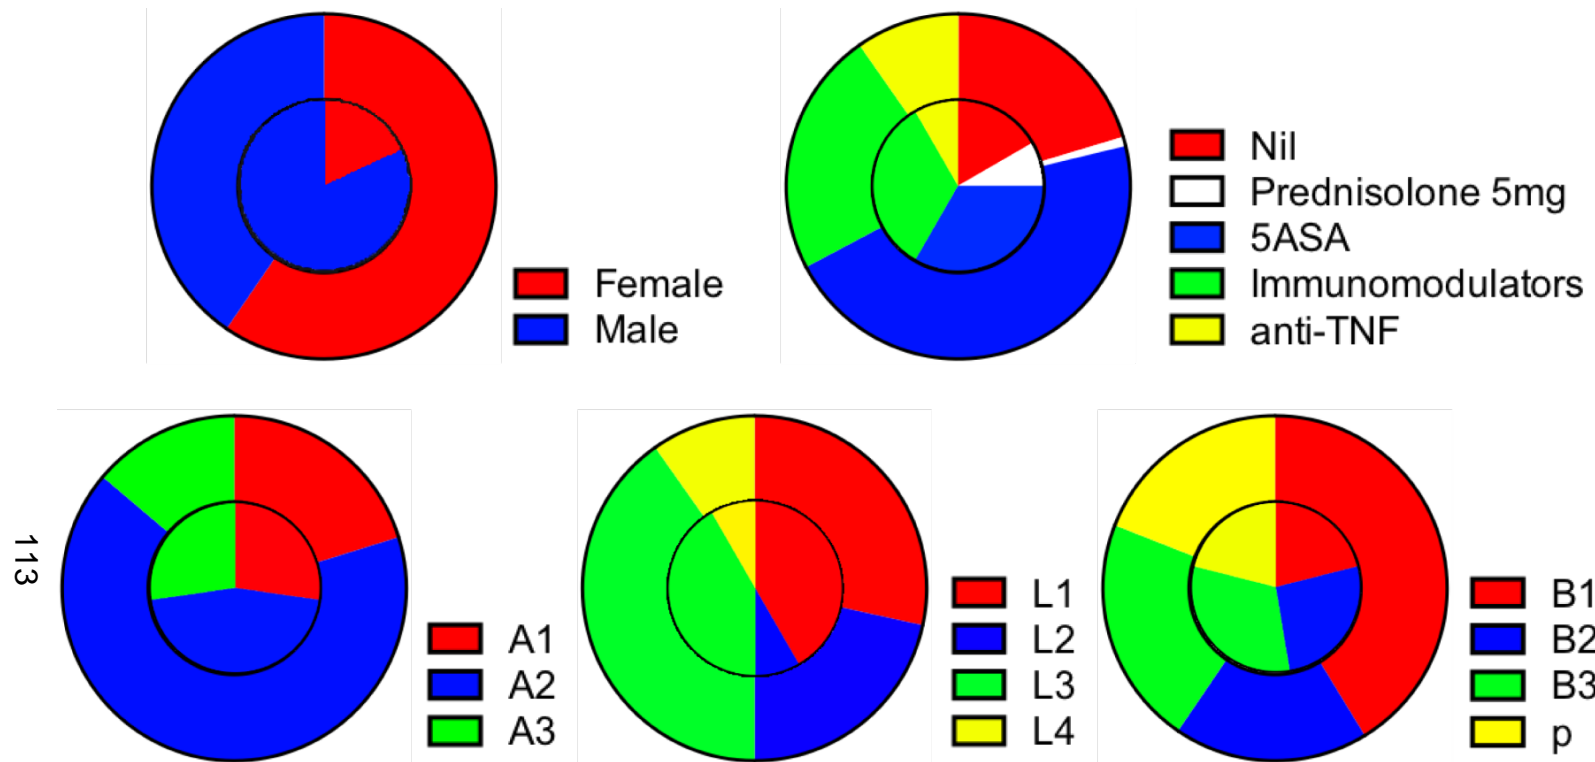 Female
Male
Nil
Prednisolone 5mg
5ASA
Immunomodulators
anti-TNF
113
A1
A2
A3
L1
L2
L3
L4
B1
B2
B3
p